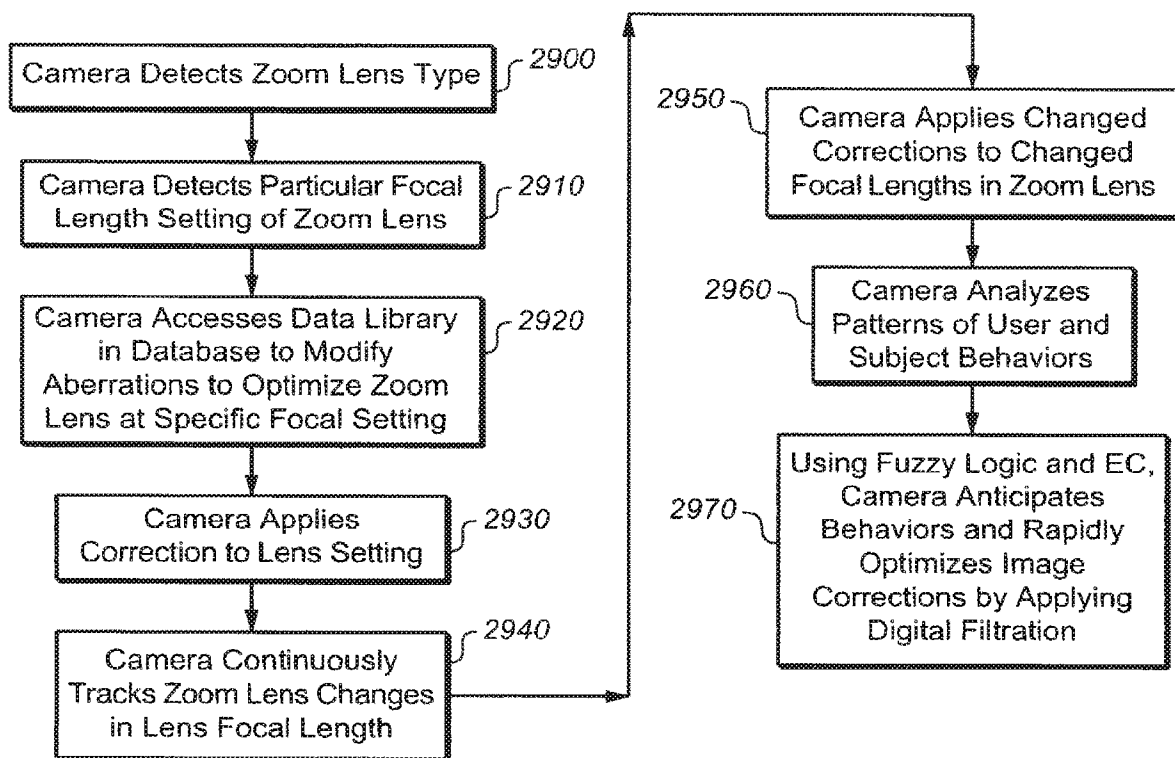 Camera Detects Zoom Lens Type
2900
Camera Detects Particular Focal
Length Setting of Zoom Lens
2910
Camera Accesses Data Library
in Database to Modify
Aberrations to Optimize Zoom
Lens at Specific Focal Setting
2920
Camera Applies
Correction to Lens Setting
2930
Camera Continuously
Tracks Zoom Lens Changes
in Lens Focal Length
2940
2950
Camera Applies Changed
Corrections to Changed
Focal Lengths in Zoom Lens
2960
Camera Analyzes
Patterns of User and
Subject Behaviors
2970
Using Fuzzy Logic and EC,
Camera Anticipates
Behaviors and Rapidly
Optimizes Image
Corrections by Applying
Digital Filtration